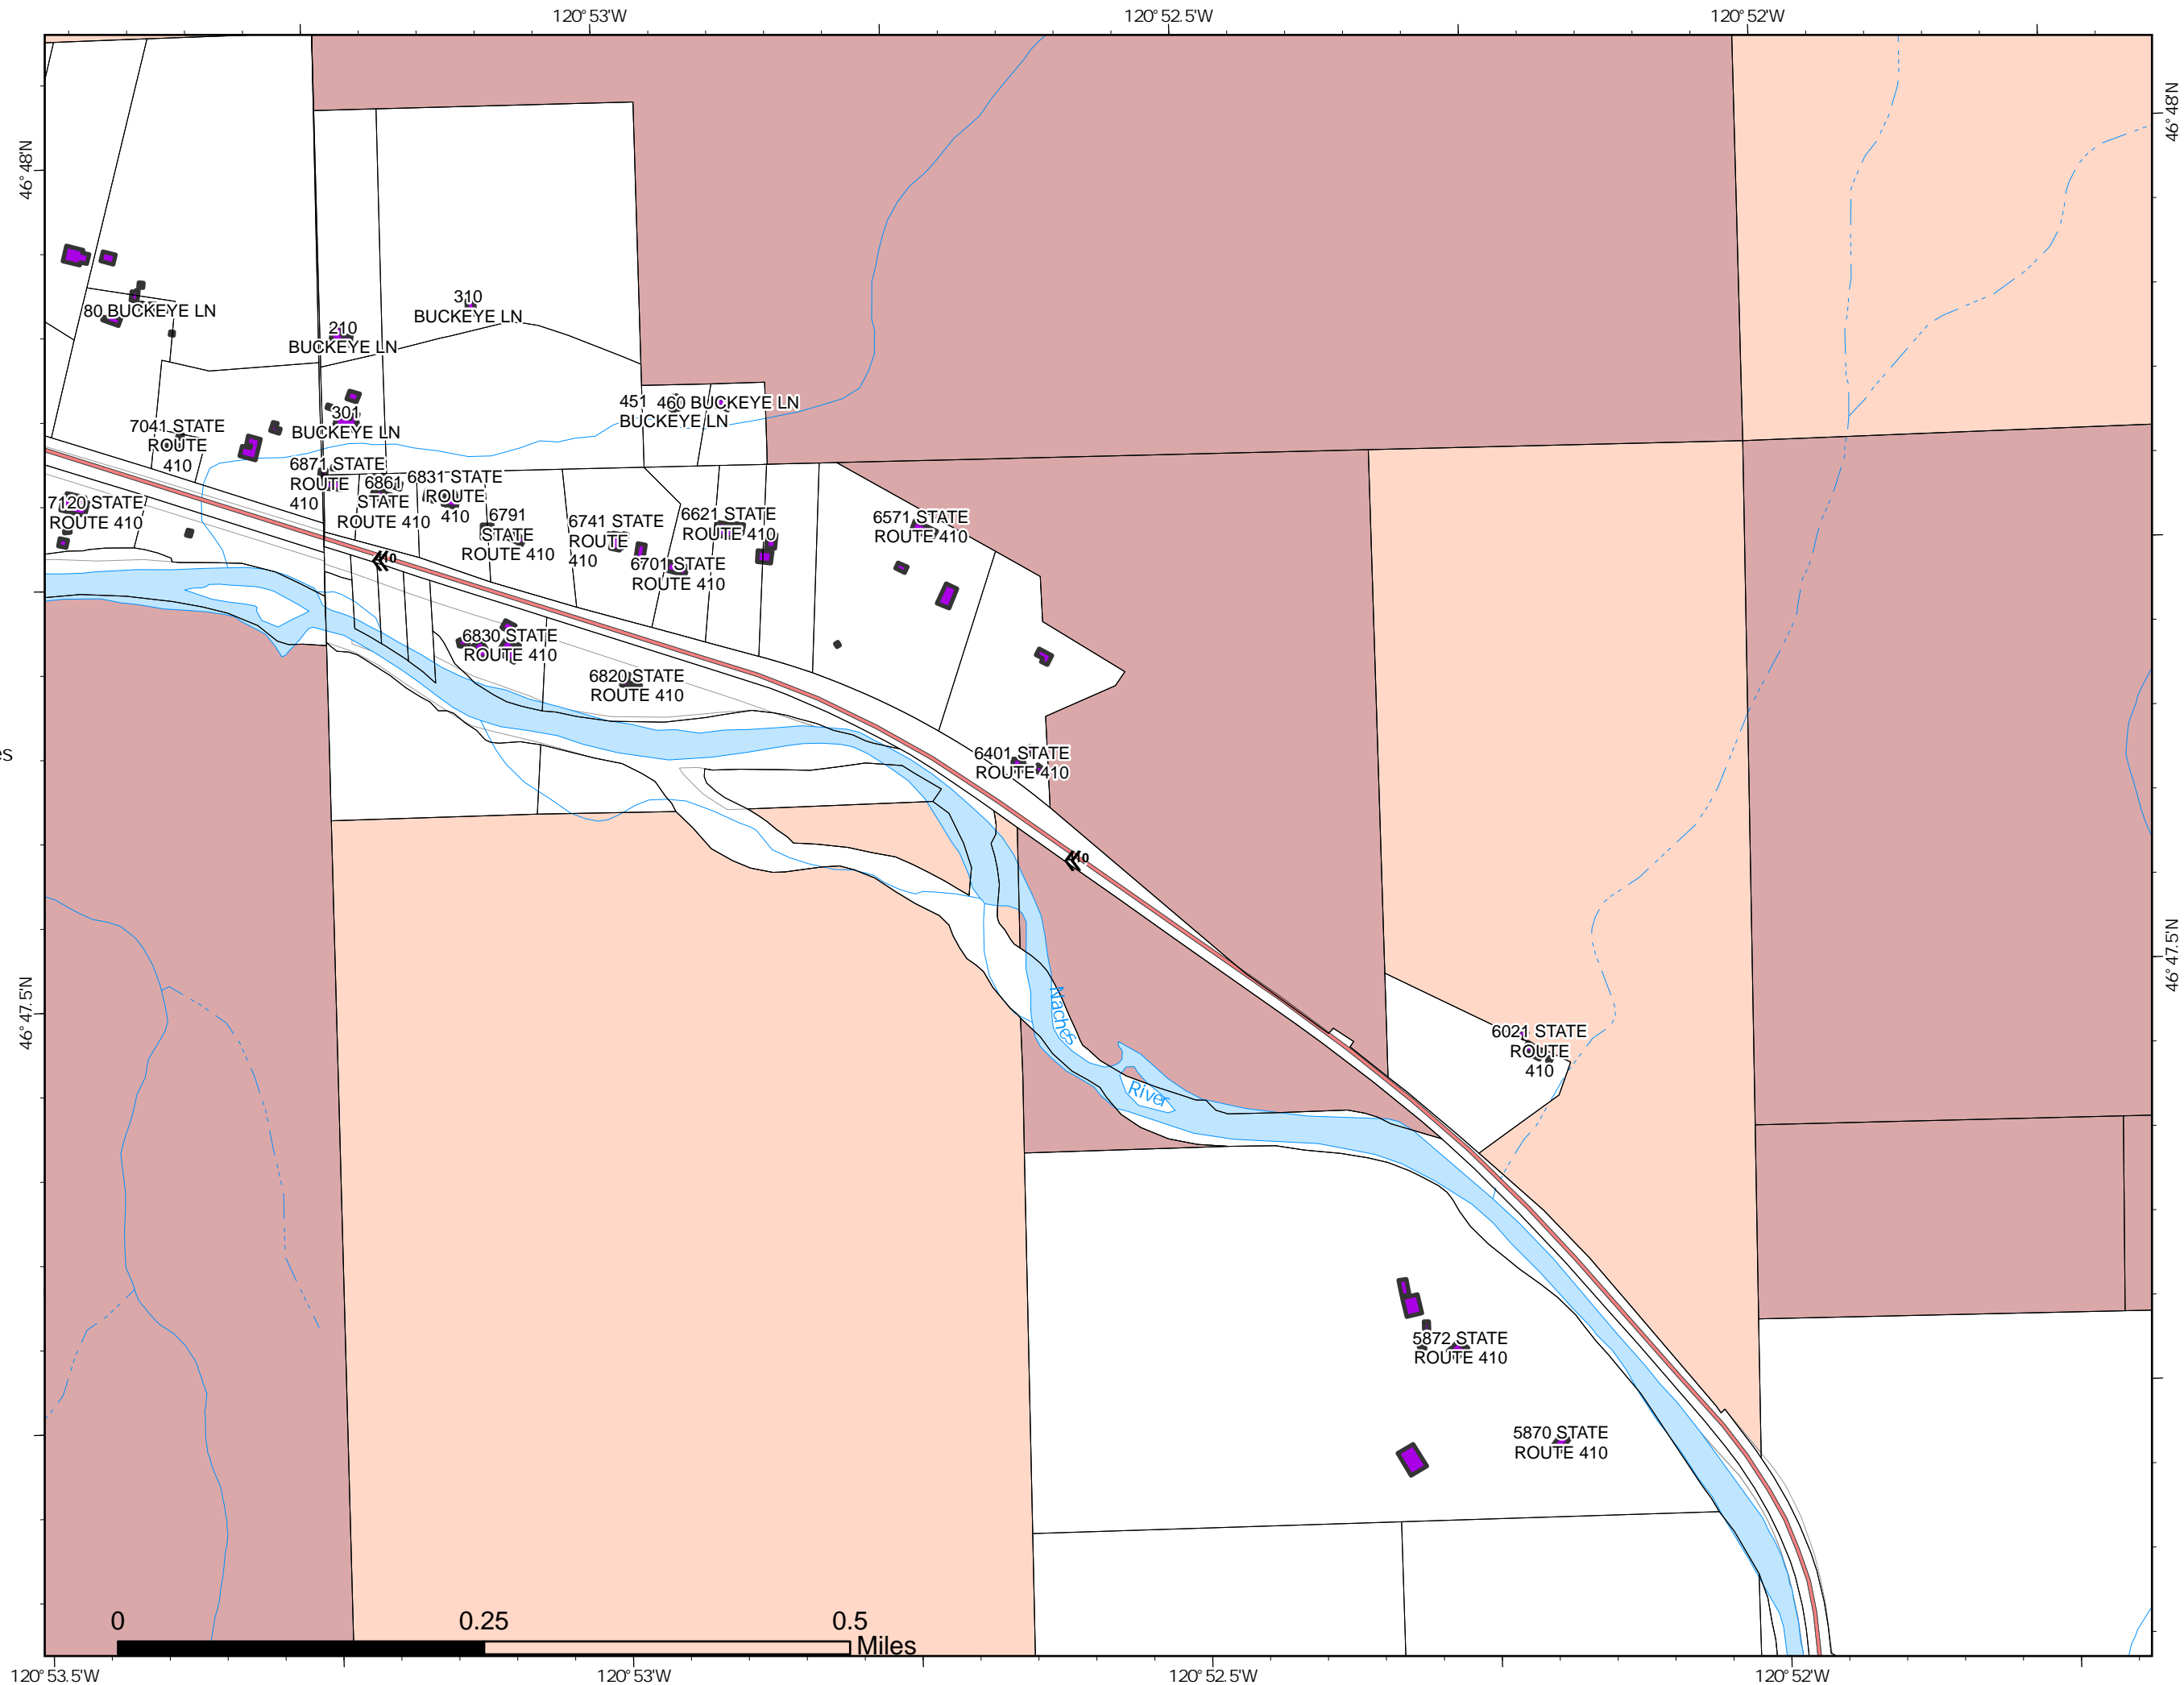 120°53'W
120°52.5'W
120°52'W
46°48'N
46°48'N
310
BUCKEYE LN
80 BUCKEYE LN
210
BUCKEYE LN
451
BUCKEYE LN
460 BUCKEYE LN
301
BUCKEYE LN
7041 STATE
ROUTE
410
6871 STATE
ROUTE
410
6861
STATE
ROUTE 410
6831 STATE
ROUTE
410
7120 STATE
ROUTE 410
6791
STATE
ROUTE 410
6741 STATE
ROUTE
410
6621 STATE
ROUTE 410
6571 STATE
ROUTE 410
6701 STATE
ROUTE 410
6830 STATE
ROUTE 410
6820 STATE
ROUTE 410
es
6401 STATE
ROUTE 410
46°47.5'N
46°47.5'N
Naches
River
6021 STATE
ROUTE
410
5872 STATE
ROUTE 410
5870 STATE
ROUTE 410
0
0.25
0.5
Miles
120°53.5'W
120°53'W
120°52.5'W
120°52'W